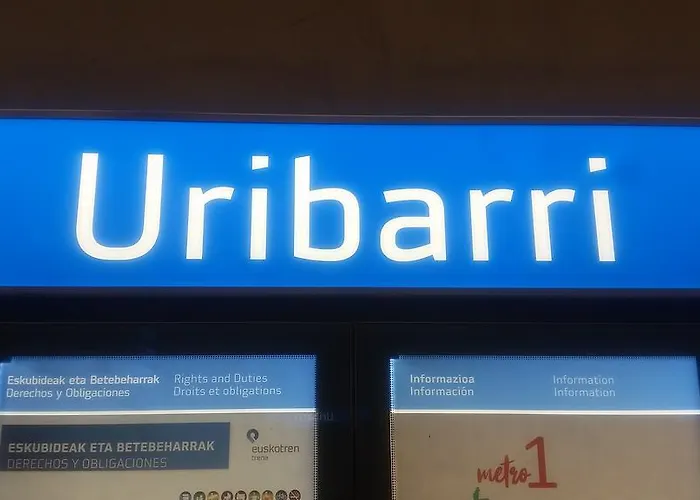 Uribarri
Eskubideak eta Betebeharrak
Derechos y Obligaciones
Rights and Duties
Droits et obligations
ESKUBIDEAK ETA BETEBEHARRAK
DERECHOS Y OBLIGACIONES
euskotren
trena
Informazioa
Información
Information
Information
metro 1